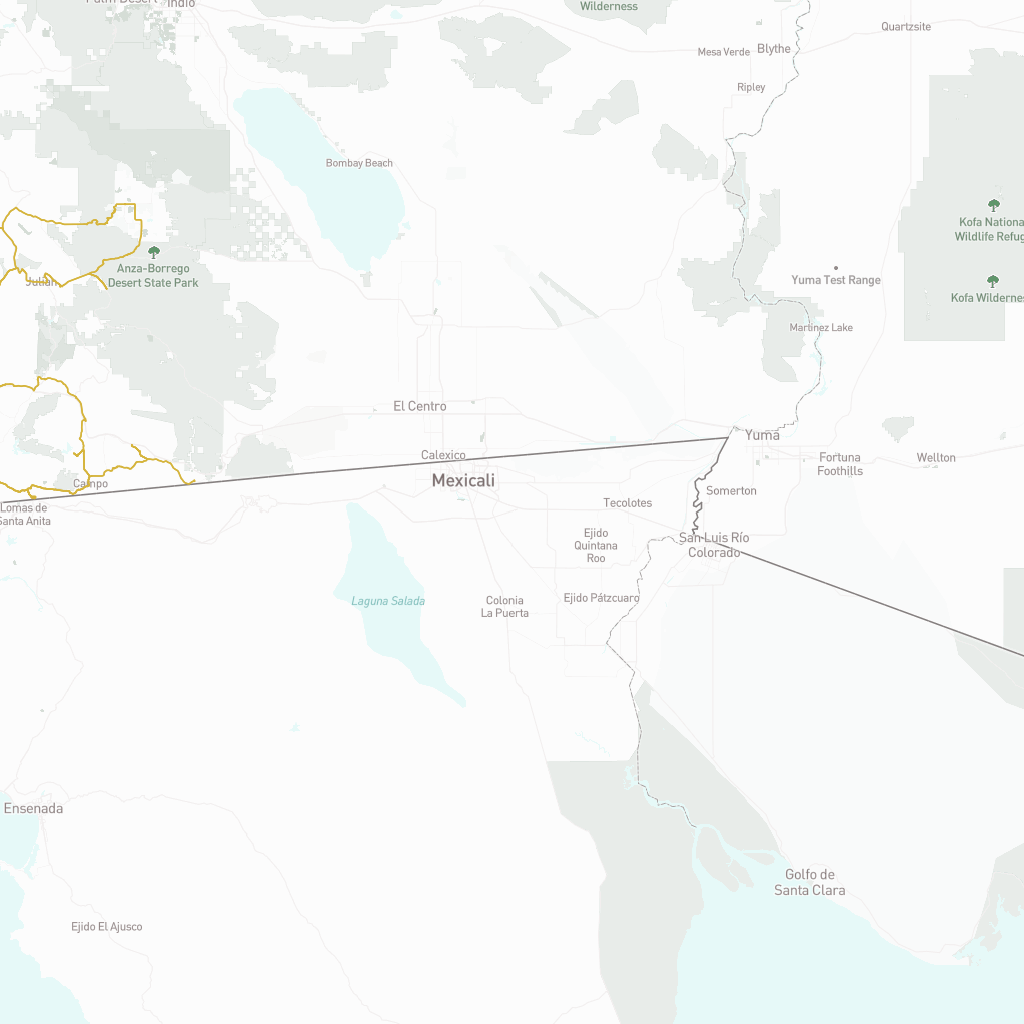 Palm Desert
Indio
Wilderness
Quartzsite
Mesa Verde
Blythe
Ripley
Bombay Beach
Kofa Nationa
Wildlife Refug
Anza-Borrego
Desert State Park
Julian
Yuma Test Range
Kofa Wilderness
Martinez Lake
El Centro
Yuma
Calexico
Fortuna
Foothills
Wellton
Mexicali
Campo
Somerton
Tecolotes
Lomas de
Santa Anita
Ejido
Quintana
Roo
San Luis Río
Colorado
Laguna Salada
Colonia
La Puerta
Ejido Pátzcuaro
Ensenada
Golfo de
Santa Clara
Ejido El Ajusco